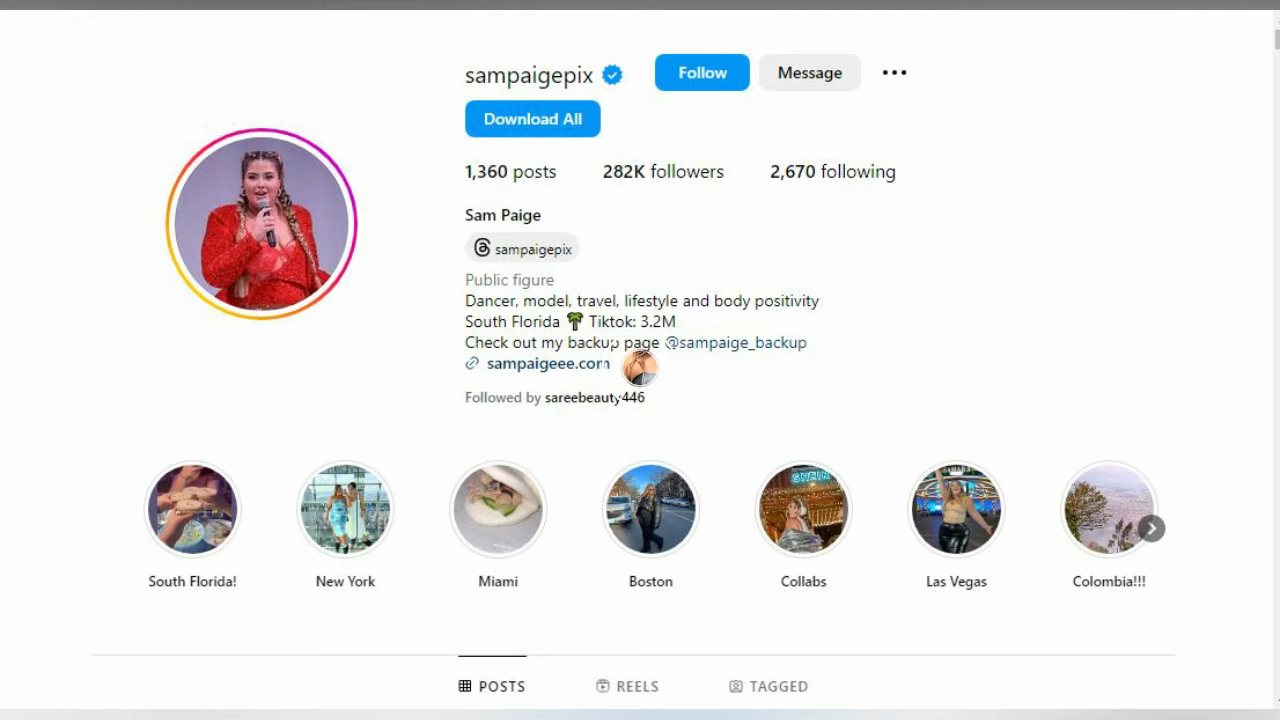 sampaigepix Follow Message
Download All
1,360 posts 282K followers 2,670 following
Sam Paige
sampaigepix
Public figure
Dancer, model, travel, lifestyle and body positivity
South Florida 🌴 Tiktok: 3.2M
Check out my backup page @sampaige_backup
sampaigeee.com
Followed by sareebeauty446
SHEIN
South Florida! New York Miami Boston Collabs Las Vegas Colombia!!!
POSTS REELS TAGGED